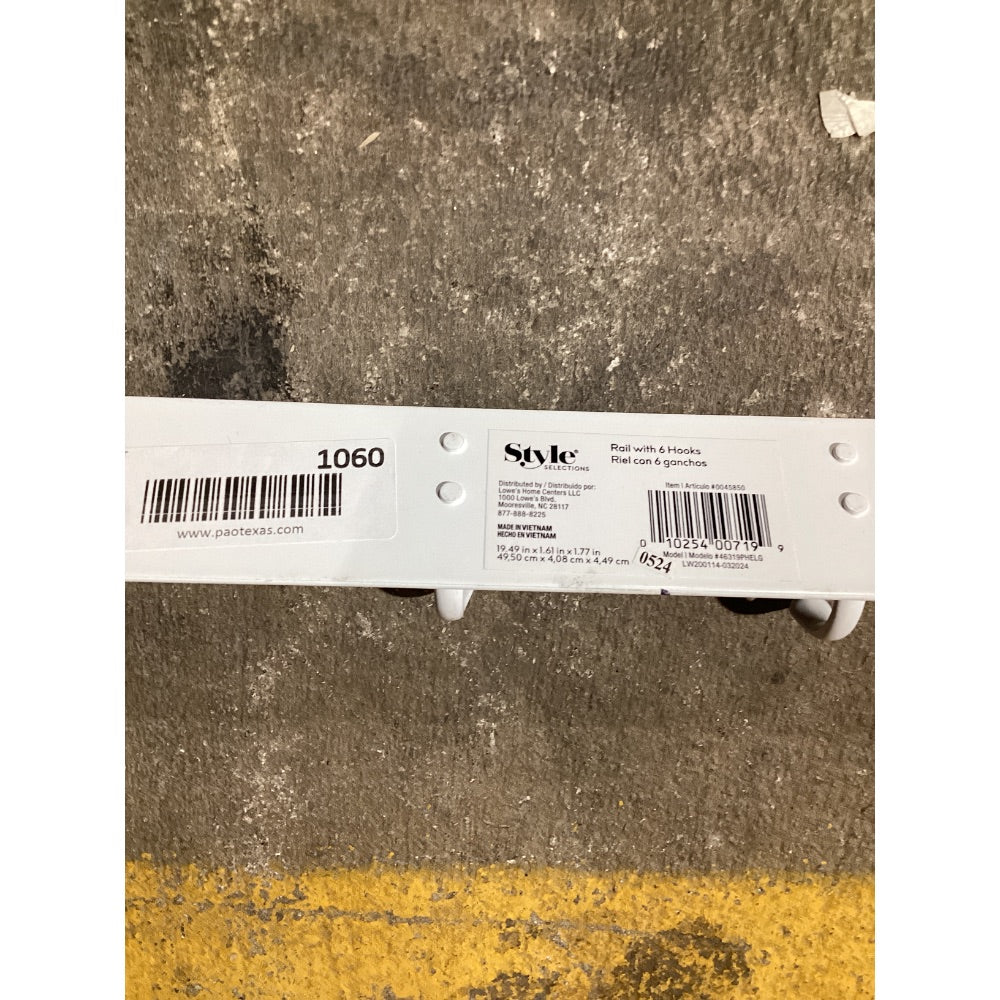 1060
www.paotexas.com
Style®
SELECTIONS
Rail with 6 Hooks
Riel con 6 ganchos
Distributed by / Distribuido por:
Lowe's Home Centers LLC
1000 Lowe's Blvd.
Mooresville, NC 28117
877-888-8225
MADE IN VIETNAM
HECHO EN VIETNAM
19,49 in x 1.61 in x 1.77 in
49,50 cm x 4,08 cm x 4,49 cm
Item | Artículo #0045850
0 10254 00719 9
Model | Modelo #46319PHELG
LW200114-032024
0524